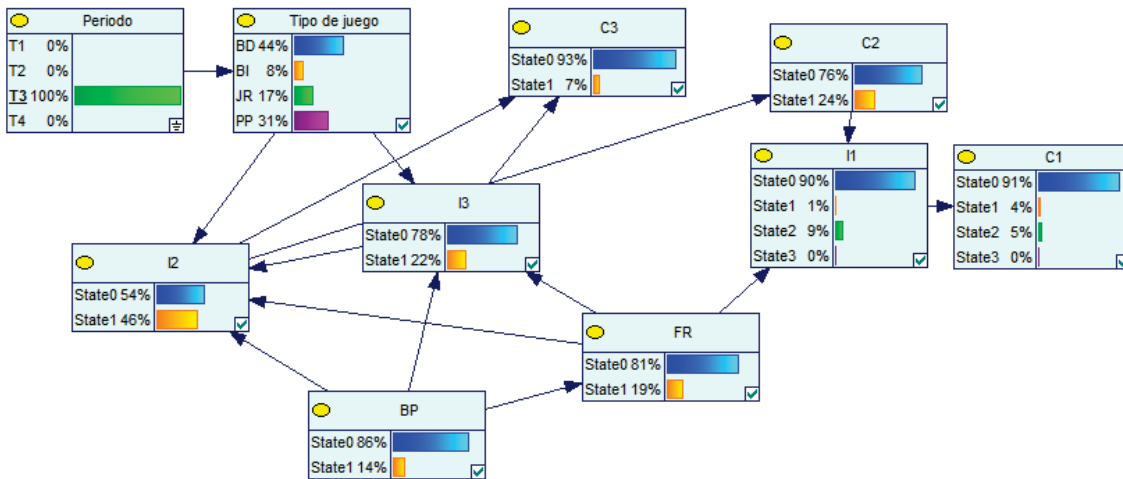 Periodo
T1 0%
T2 0%
T3 100%
T4 0%
Tipo de juego
BD 44%
BI 8%
JR 17%
PP 31%
C3
State0 93%
State1 7%
C2
State0 76%
State1 24%
I1
State0 90%
State1 1%
State2 9%
State3 0%
C1
State0 91%
State1 4%
State2 5%
State3 0%
I3
State0 78%
State1 22%
I2
State0 54%
State1 46%
FR
State0 81%
State1 19%
BP
State0 86%
State1 14%